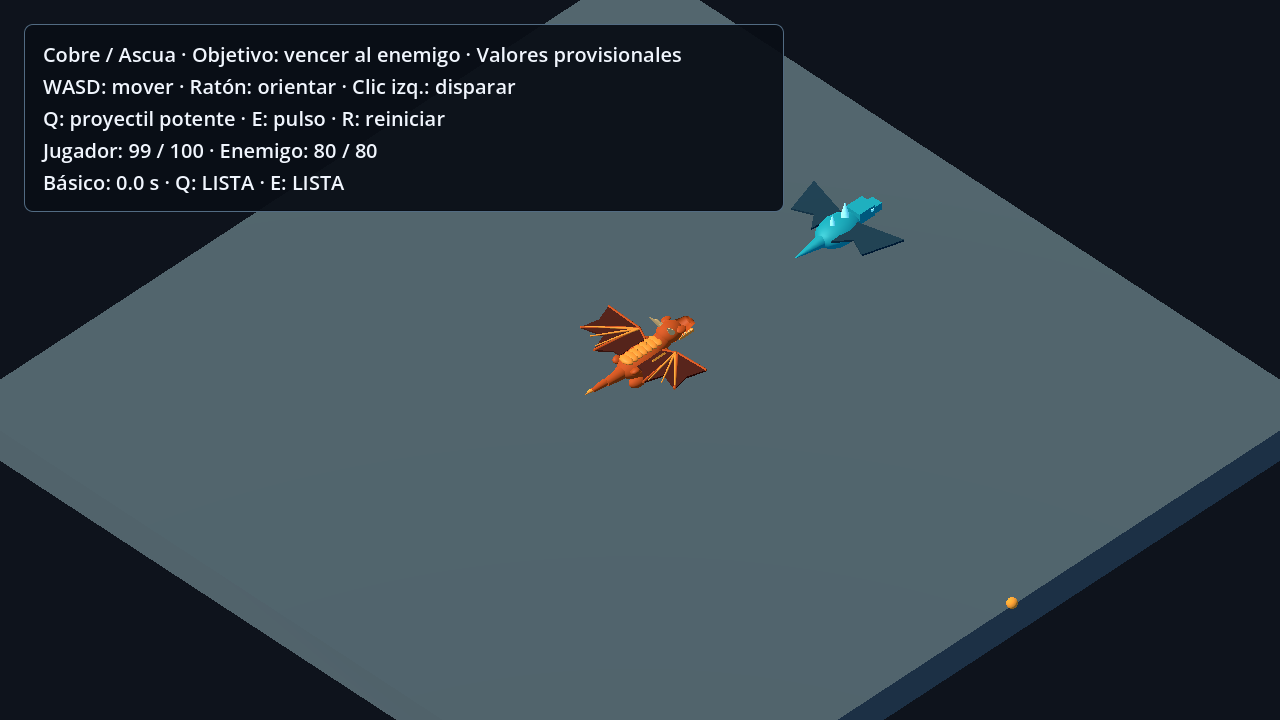 Cobre / Ascua · Objetivo: vencer al enemigo · Valores provisionales
WASD: mover · Ratón: orientar · Clic izq.: disparar
Q: proyectil potente · E: pulso · R: reiniciar
Jugador: 99 / 100 · Enemigo: 80 / 80
Básico: 0.0 s · Q: LISTA · E: LISTA